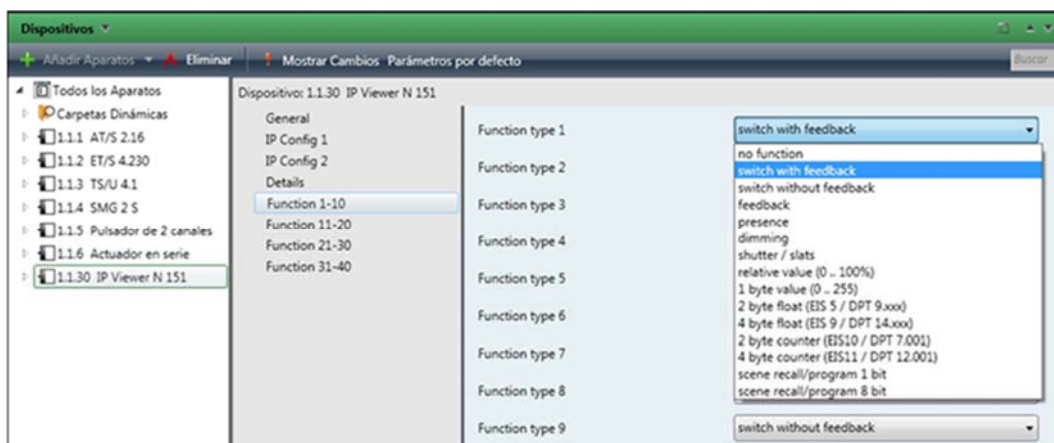 Dispositivos
Añadir Aparatos Eliminar Mostrar Cambios Parámetros por defecto Buscar
Todos los Aparatos
Carpetas Dinámicas
1.1.1 AT/S 2.16
1.1.2 ET/S 4.230
1.1.3 TS/U 4.1
1.1.4 SMG 2 S
1.1.5 Pulsador de 2 canales
1.1.6 Actuador en serie
1.1.30 IP Viewer N 151
Dispositivo: 1.1.30 IP Viewer N 151
General
IP Config 1
IP Config 2
Details
Function 1-10
Function 11-20
Function 21-30
Function 31-40
Function type 1
Function type 2
Function type 3
Function type 4
Function type 5
Function type 6
Function type 7
Function type 8
Function type 9
switch with feedback
no function
switch with feedback
switch without feedback
feedback
presence
dimming
shutter / slats
relative value (0 .. 100%)
1 byte value (0 .. 255)
2 byte float (EIS 5 / DPT 9.xxx)
4 byte float (EIS 9 / DPT 14.xxx)
2 byte counter (EIS10 / DPT 7.001)
4 byte counter (EIS11 / DPT 12.001)
scene recall/program 1 bit
scene recall/program 8 bit
switch without feedback